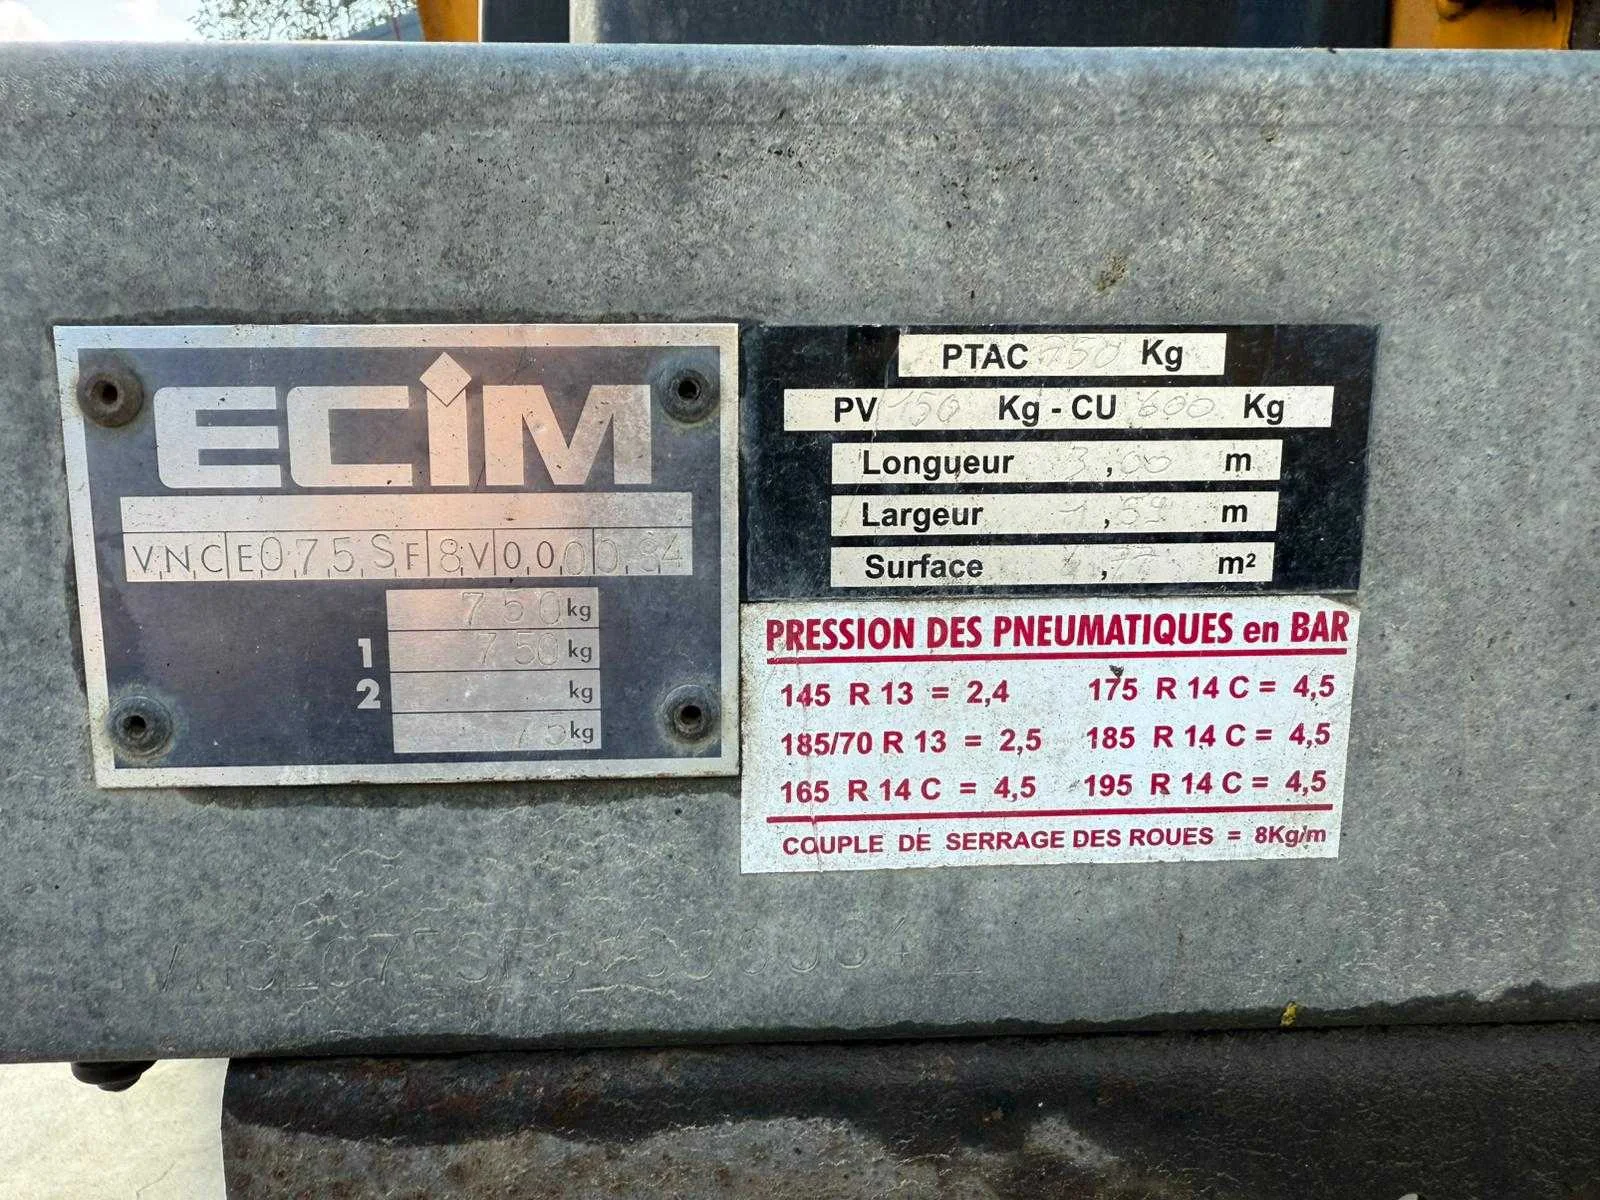 ECIM
VNCE075SF8V0000084
750 kg
1 750 kg
2 kg
75 kg
PTAC 750 Kg
PV 150 Kg - CU 600 Kg
Longueur 3,00 m
Largeur 1,59 m
Surface 4,77 m²
PRESSION DES PNEUMATIQUES en BAR
145 R 13 = 2,4 175 R 14 C = 4,5
185/70 R 13 = 2,5 185 R 14 C = 4,5
165 R 14 C = 4,5 195 R 14 C = 4,5
COUPLE DE SERRAGE DES ROUES = 8Kg/m